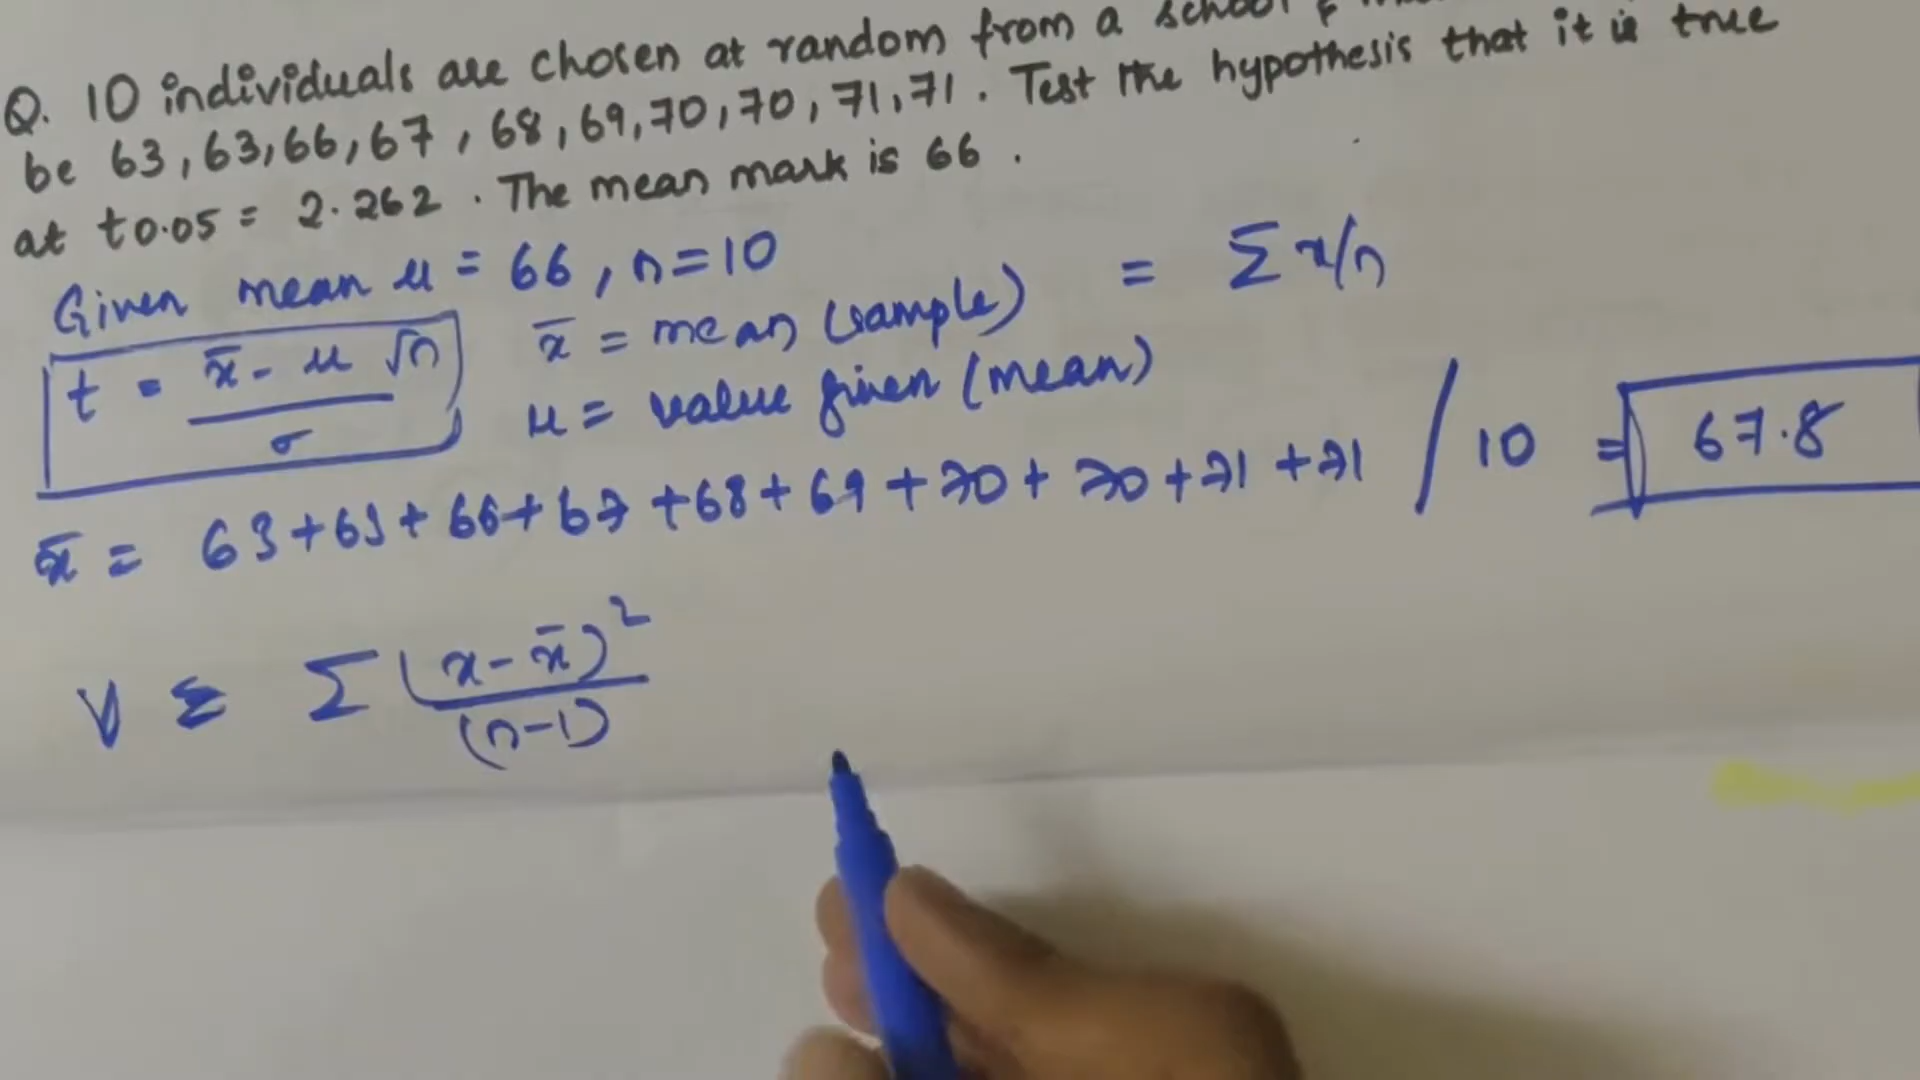 Q. 10 individuals are chosen at random from a school &
be 63, 63, 66, 67, 68, 69, 70, 70, 71, 71. Test the hypothesis that it is true
at t0.05 = 2.262. The mean mark is 66.
Given mean μ = 66, n=10
t = x̄ - μ √n / σ
x̄ = mean (sample) = Σx/n
μ = value given (mean)
x̄ = 63+63+66+67+68+69+70+70+71+71 / 10 = 67.8
V = Σ (x-x̄)² / (n-1)